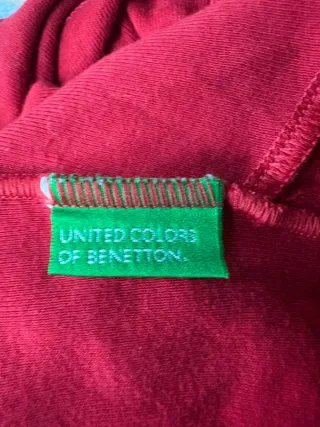 UNITED COLORS
OF BENETTON.